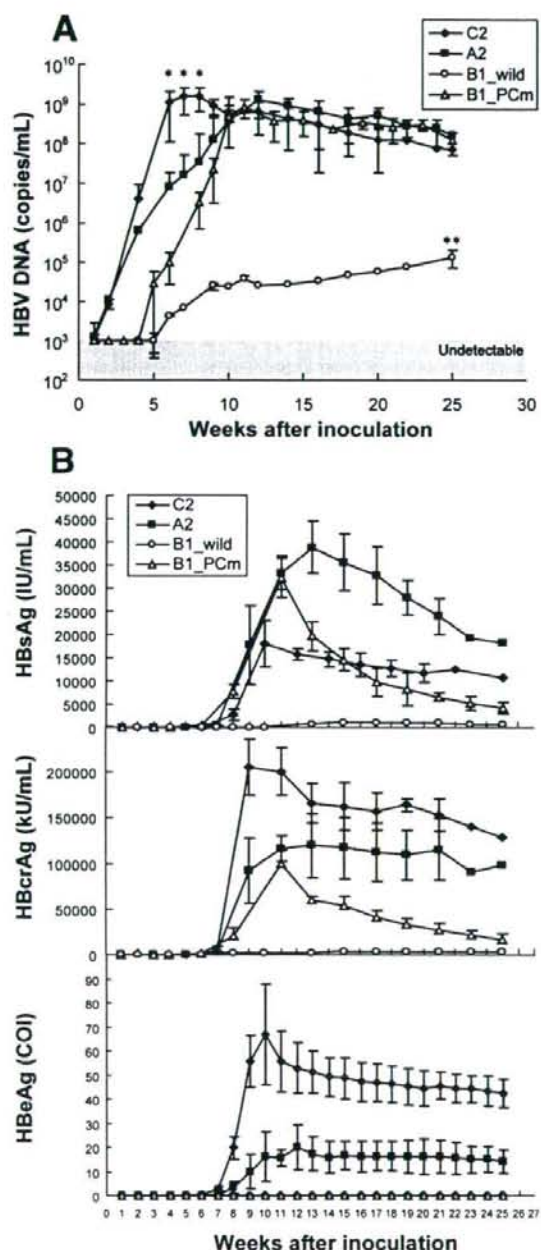 A
C2
A2
B1_wild
B1_PCm
* * *
**
HBV DNA (copies/mL)
10^10
10^9
10^8
10^7
10^6
10^5
10^4
10^3
10^2
Undetectable
0 5 10 15 20 25 30
Weeks after inoculation
B
C2
A2
B1_wild
B1_PCm
HBsAg (IU/mL)
50000
45000
40000
35000
30000
25000
20000
15000
10000
5000
0
HBcrAg (kU/mL)
200000
150000
100000
50000
0
HBeAg (COI)
90
80
70
60
50
40
30
20
10
0
0 1 2 3 4 5 6 7 8 9 10 11 12 13 14 15 16 17 18 19 20 21 22 23 24 25 26 27
Weeks after inoculation